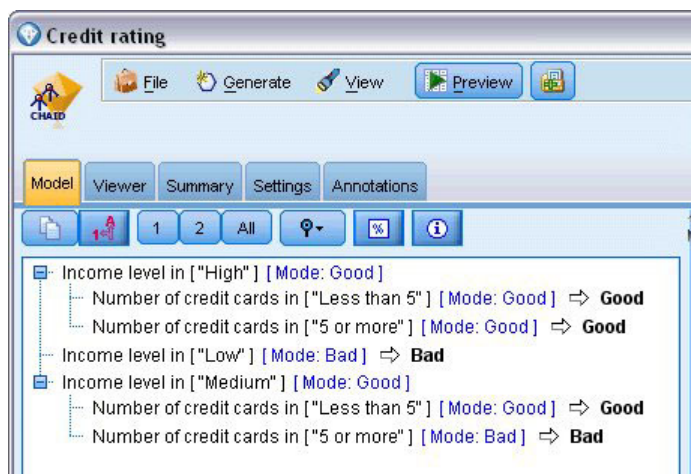 Credit rating
File Generate View Preview
CHAID
Model Viewer Summary Settings Annotations
1 2 All %
Income level in ["High"] [Mode: Good]
Number of credit cards in ["Less than 5"] [Mode: Good] ⇨ Good
Number of credit cards in ["5 or more"] [Mode: Good] ⇨ Good
Income level in ["Low"] [Mode: Bad] ⇨ Bad
Income level in ["Medium"] [Mode: Good]
Number of credit cards in ["Less than 5"] [Mode: Good] ⇨ Good
Number of credit cards in ["5 or more"] [Mode: Bad] ⇨ Bad